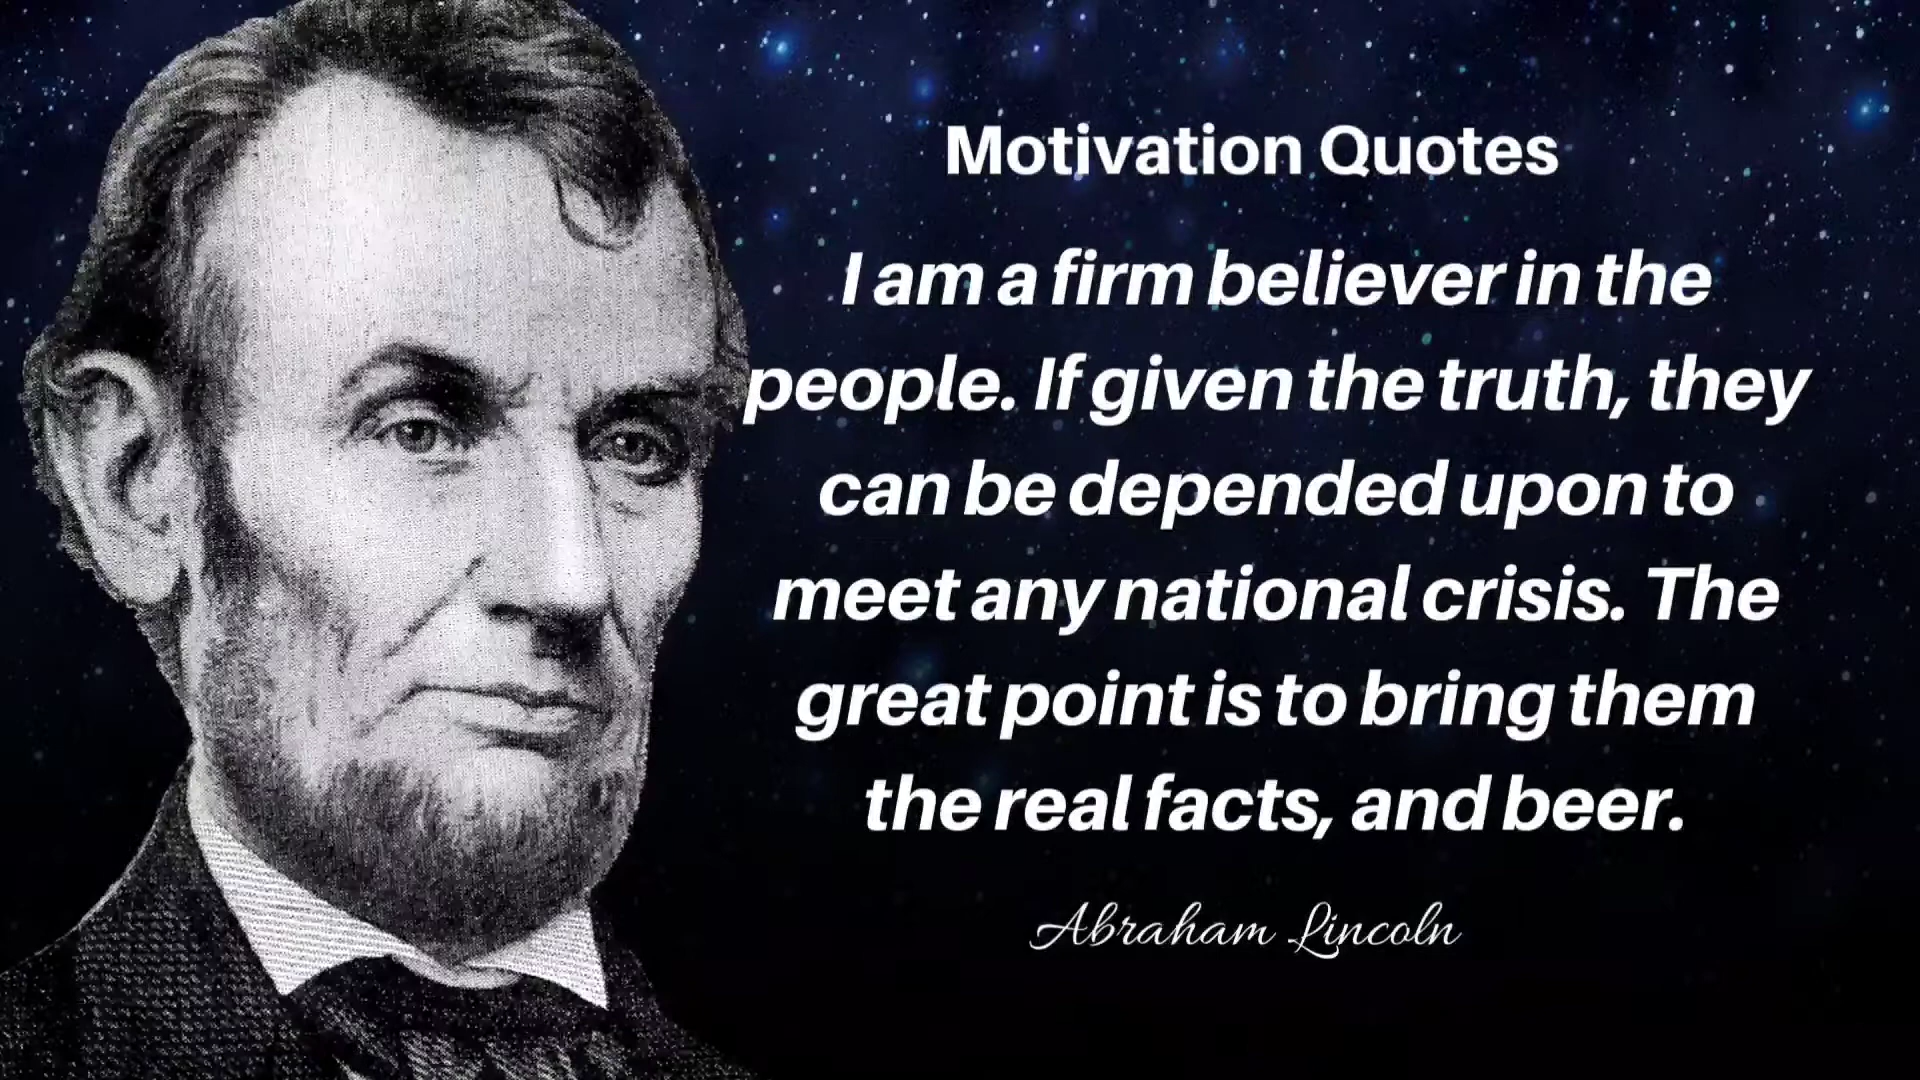 Motivation Quotes
I am a firm believer in the
people. If given the truth, they
can be depended upon to
meet any national crisis. The
great point is to bring them
the real facts, and beer.
Abraham Lincoln